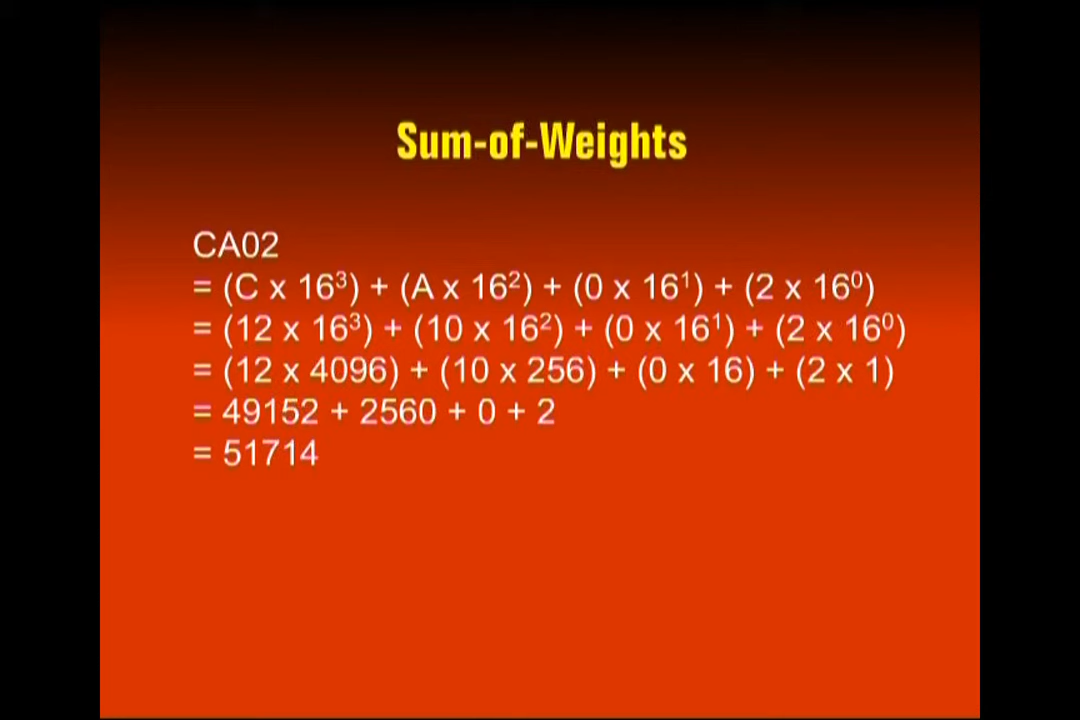 Sum-of-Weights
CA02
= (C x 16³) + (A x 16²) + (0 x 16¹) + (2 x 16⁰)
= (12 x 16³) + (10 x 16²) + (0 x 16¹) + (2 x 16⁰)
= (12 x 4096) + (10 x 256) + (0 x 16) + (2 x 1)
= 49152 + 2560 + 0 + 2
= 51714